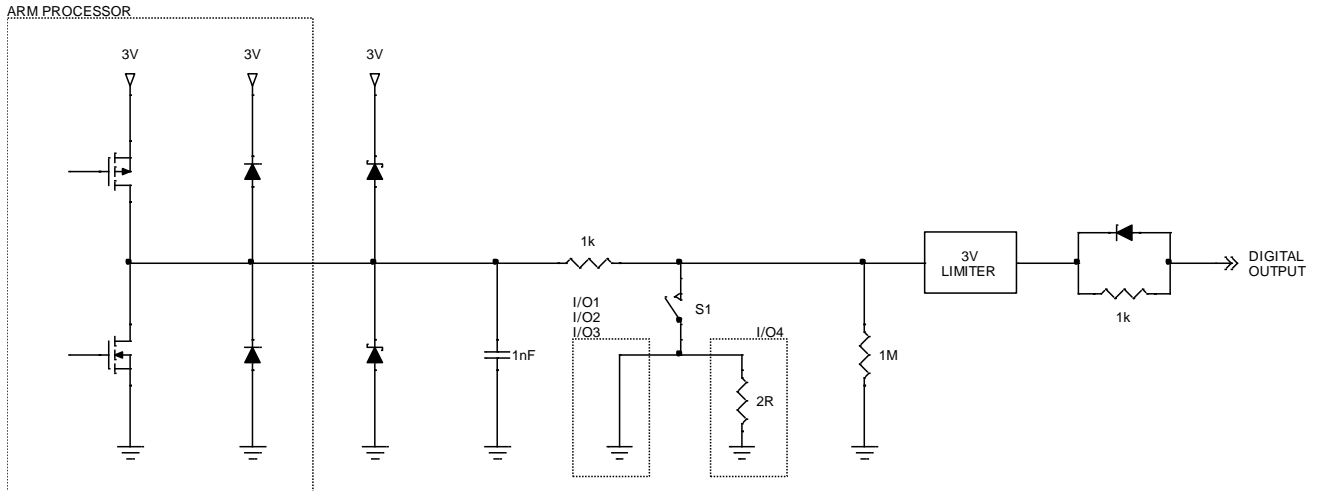 ARM PROCESSOR
3V
3V
3V
1k
I/O1
I/O2
I/O3
S1
I/O4
1nF
2R
1M
3V
LIMITER
1k
DIGITAL
OUTPUT